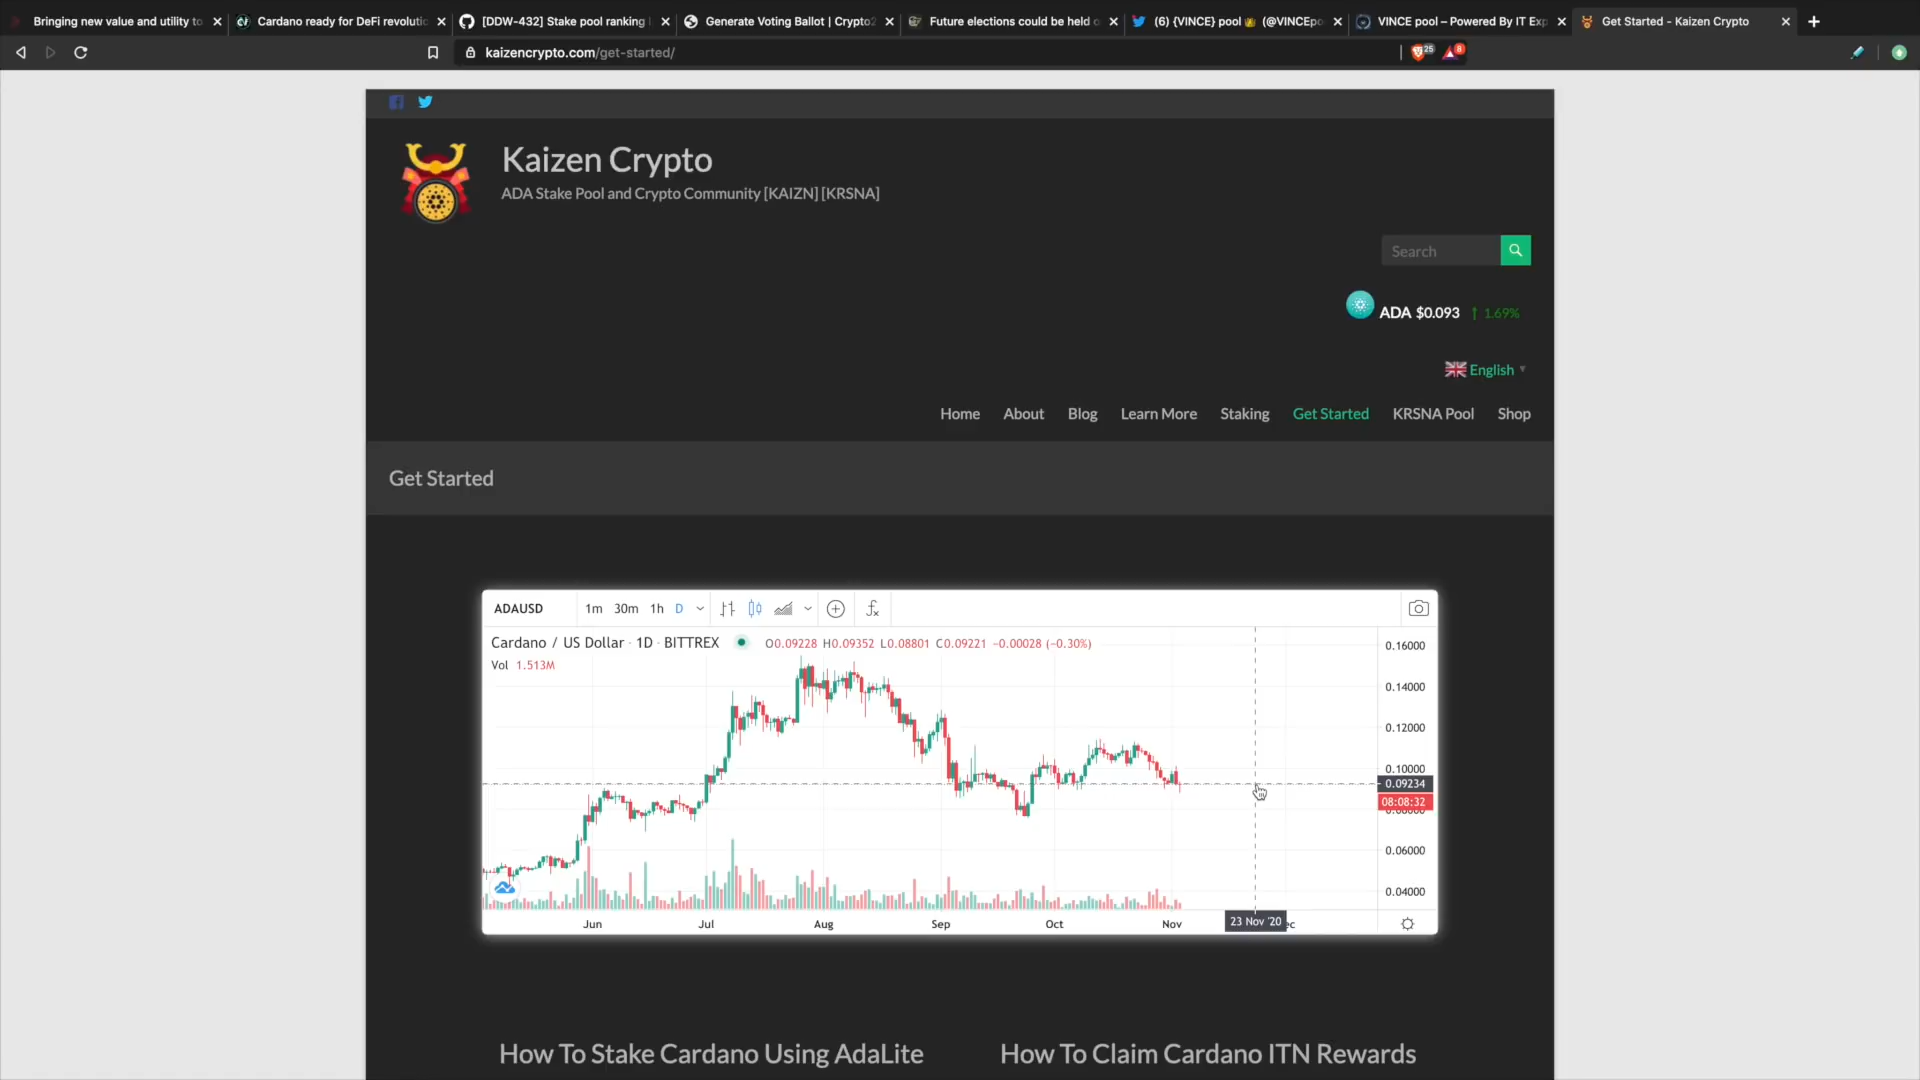 Bringing new value and utility to
Cardano ready for DeFi revolutio
[DDW-432] Stake pool ranking
Generate Voting Ballot | Crypto2
Future elections could be held o
(6) {VINCE} pool (@VINCEpo
VINCE pool – Powered By IT Exp
Get Started - Kaizen Crypto
kaizencrypto.com/get-started/
25
8
Kaizen Crypto
ADA Stake Pool and Crypto Community [KAIZN] [KRSNA]
Search
ADA $0.093 ↑ 1.69%
English
Home About Blog Learn More Staking Get Started KRSNA Pool Shop
Get Started
ADAUSD 1m 30m 1h D
Cardano / US Dollar · 1D · BITTREX O0.09228 H0.09352 L0.08801 C0.09221 −0.00028 (−0.30%)
Vol 1.513M
0.16000
0.14000
0.12000
0.10000
0.09234
08:08:32
0.08000
0.06000
0.04000
Jun Jul Aug Sep Oct Nov 23 Nov '20
How To Stake Cardano Using AdaLite
How To Claim Cardano ITN Rewards